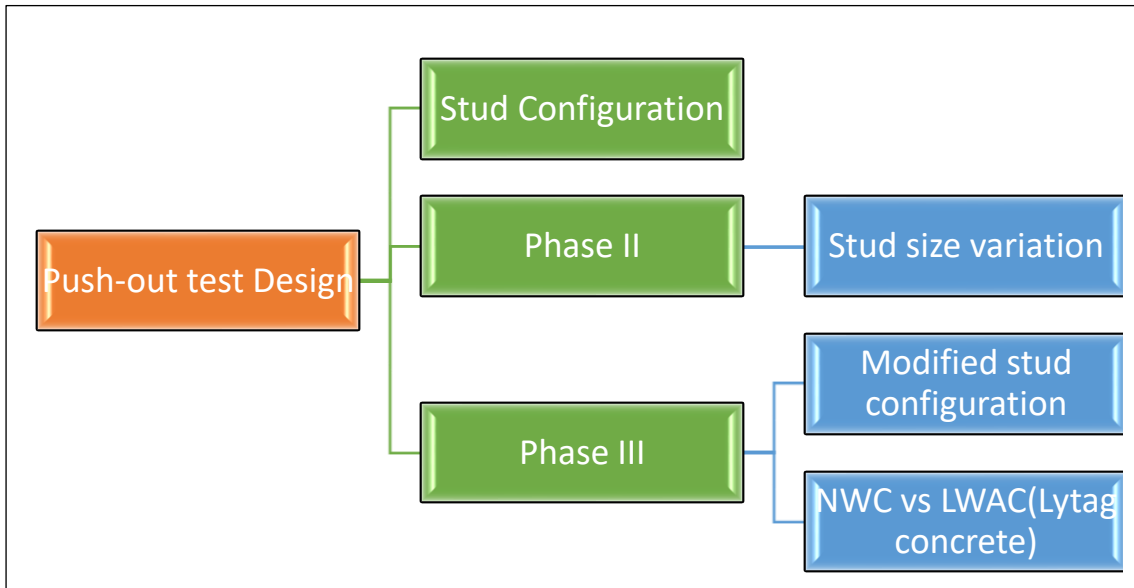 Stud Configuration
Push-out test Design
Phase II
Stud size variation
Phase III
Modified stud
configuration
NWC vs LWAC(Lytag
concrete)